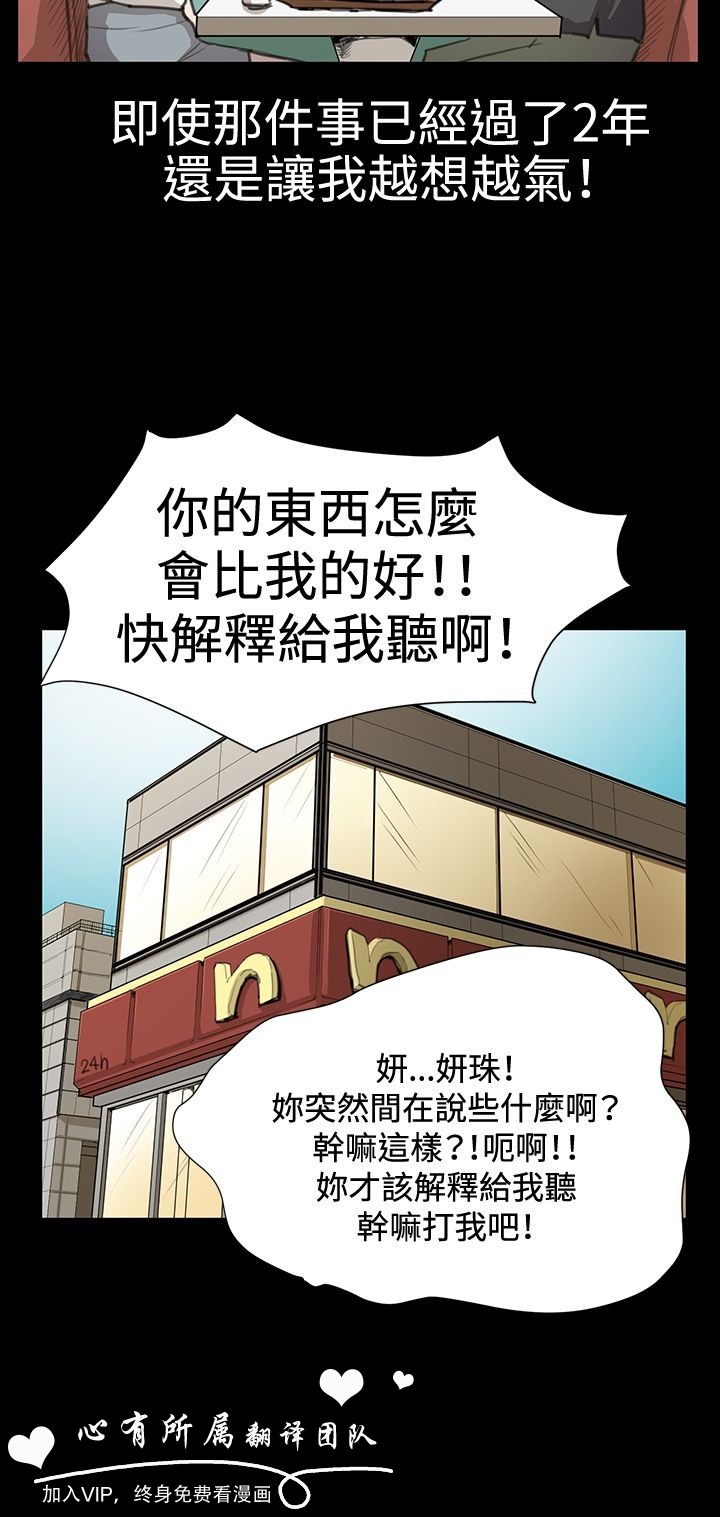 即使那件事已經過了2年
還是讓我越想越氣！
你的東西怎麼
會比我的好！！
快解釋給我聽啊！
n n
24h
妍...妍珠！
妳突然間在說些什麼啊？
幹嘛這樣？！呃啊！！
妳才該解釋給我聽
幹嘛打我吧！
心有所属翻译团队
加入VIP，终身免费看漫画